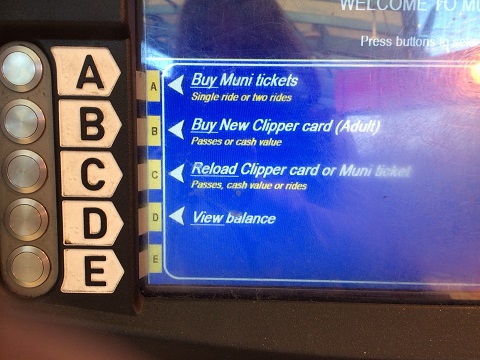 WELCOME TO
Press buttons to
A
Buy Muni tickets
Single ride or two rides
B
Buy New Clipper card (Adult)
Passes or cash value
C
Reload Clipper card or Muni ticket
Passes, cash value or rides
D
View balance
E
A
B
C
D
E